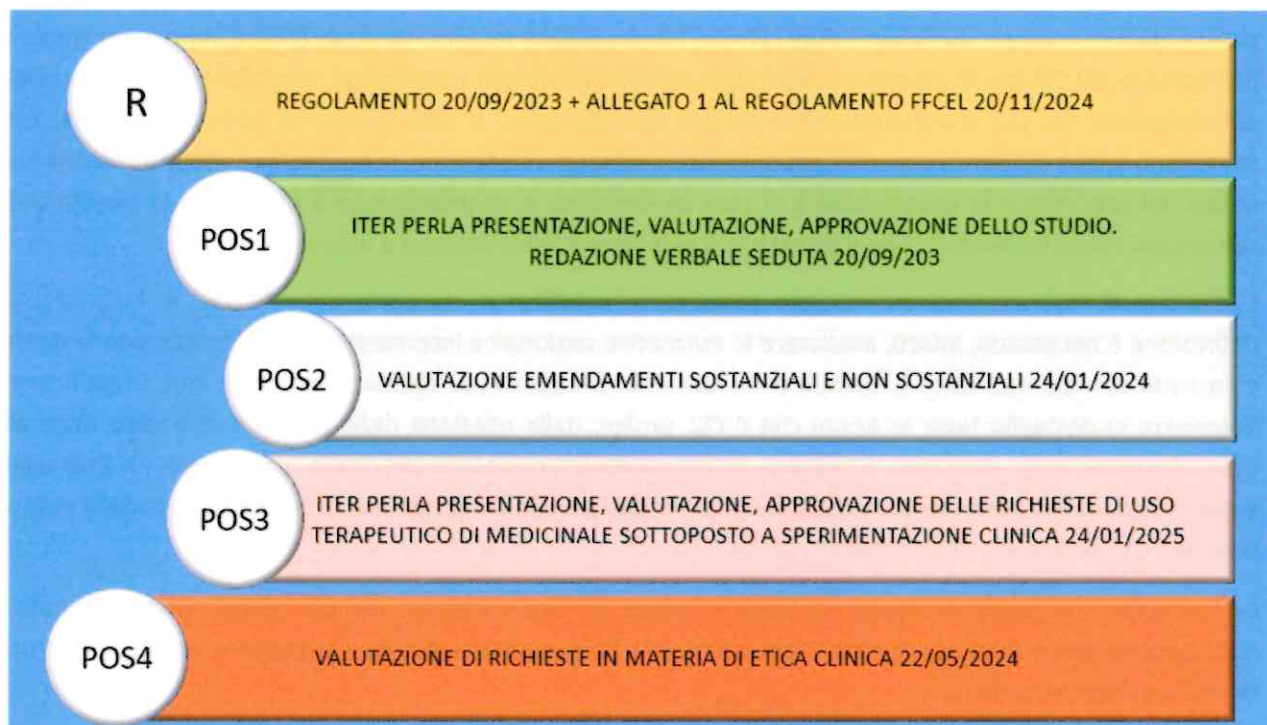 R
REGOLAMENTO 20/09/2023 + ALLEGATO 1 AL REGOLAMENTO FFCEL 20/11/2024
POS1
ITER PERLA PRESENTAZIONE, VALUTAZIONE, APPROVAZIONE DELLO STUDIO.
REDAZIONE VERBALE SEDUTA 20/09/203
POS2
VALUTAZIONE EMENDAMENTI SOSTANZIALI E NON SOSTANZIALI 24/01/2024
POS3
ITER PERLA PRESENTAZIONE, VALUTAZIONE, APPROVAZIONE DELLE RICHIESTE DI USO
TERAPEUTICO DI MEDICINALE SOTTOPOSTO A SPERIMENTAZIONE CLINICA 24/01/2025
POS4
VALUTAZIONE DI RICHIESTE IN MATERIA DI ETICA CLINICA 22/05/2024